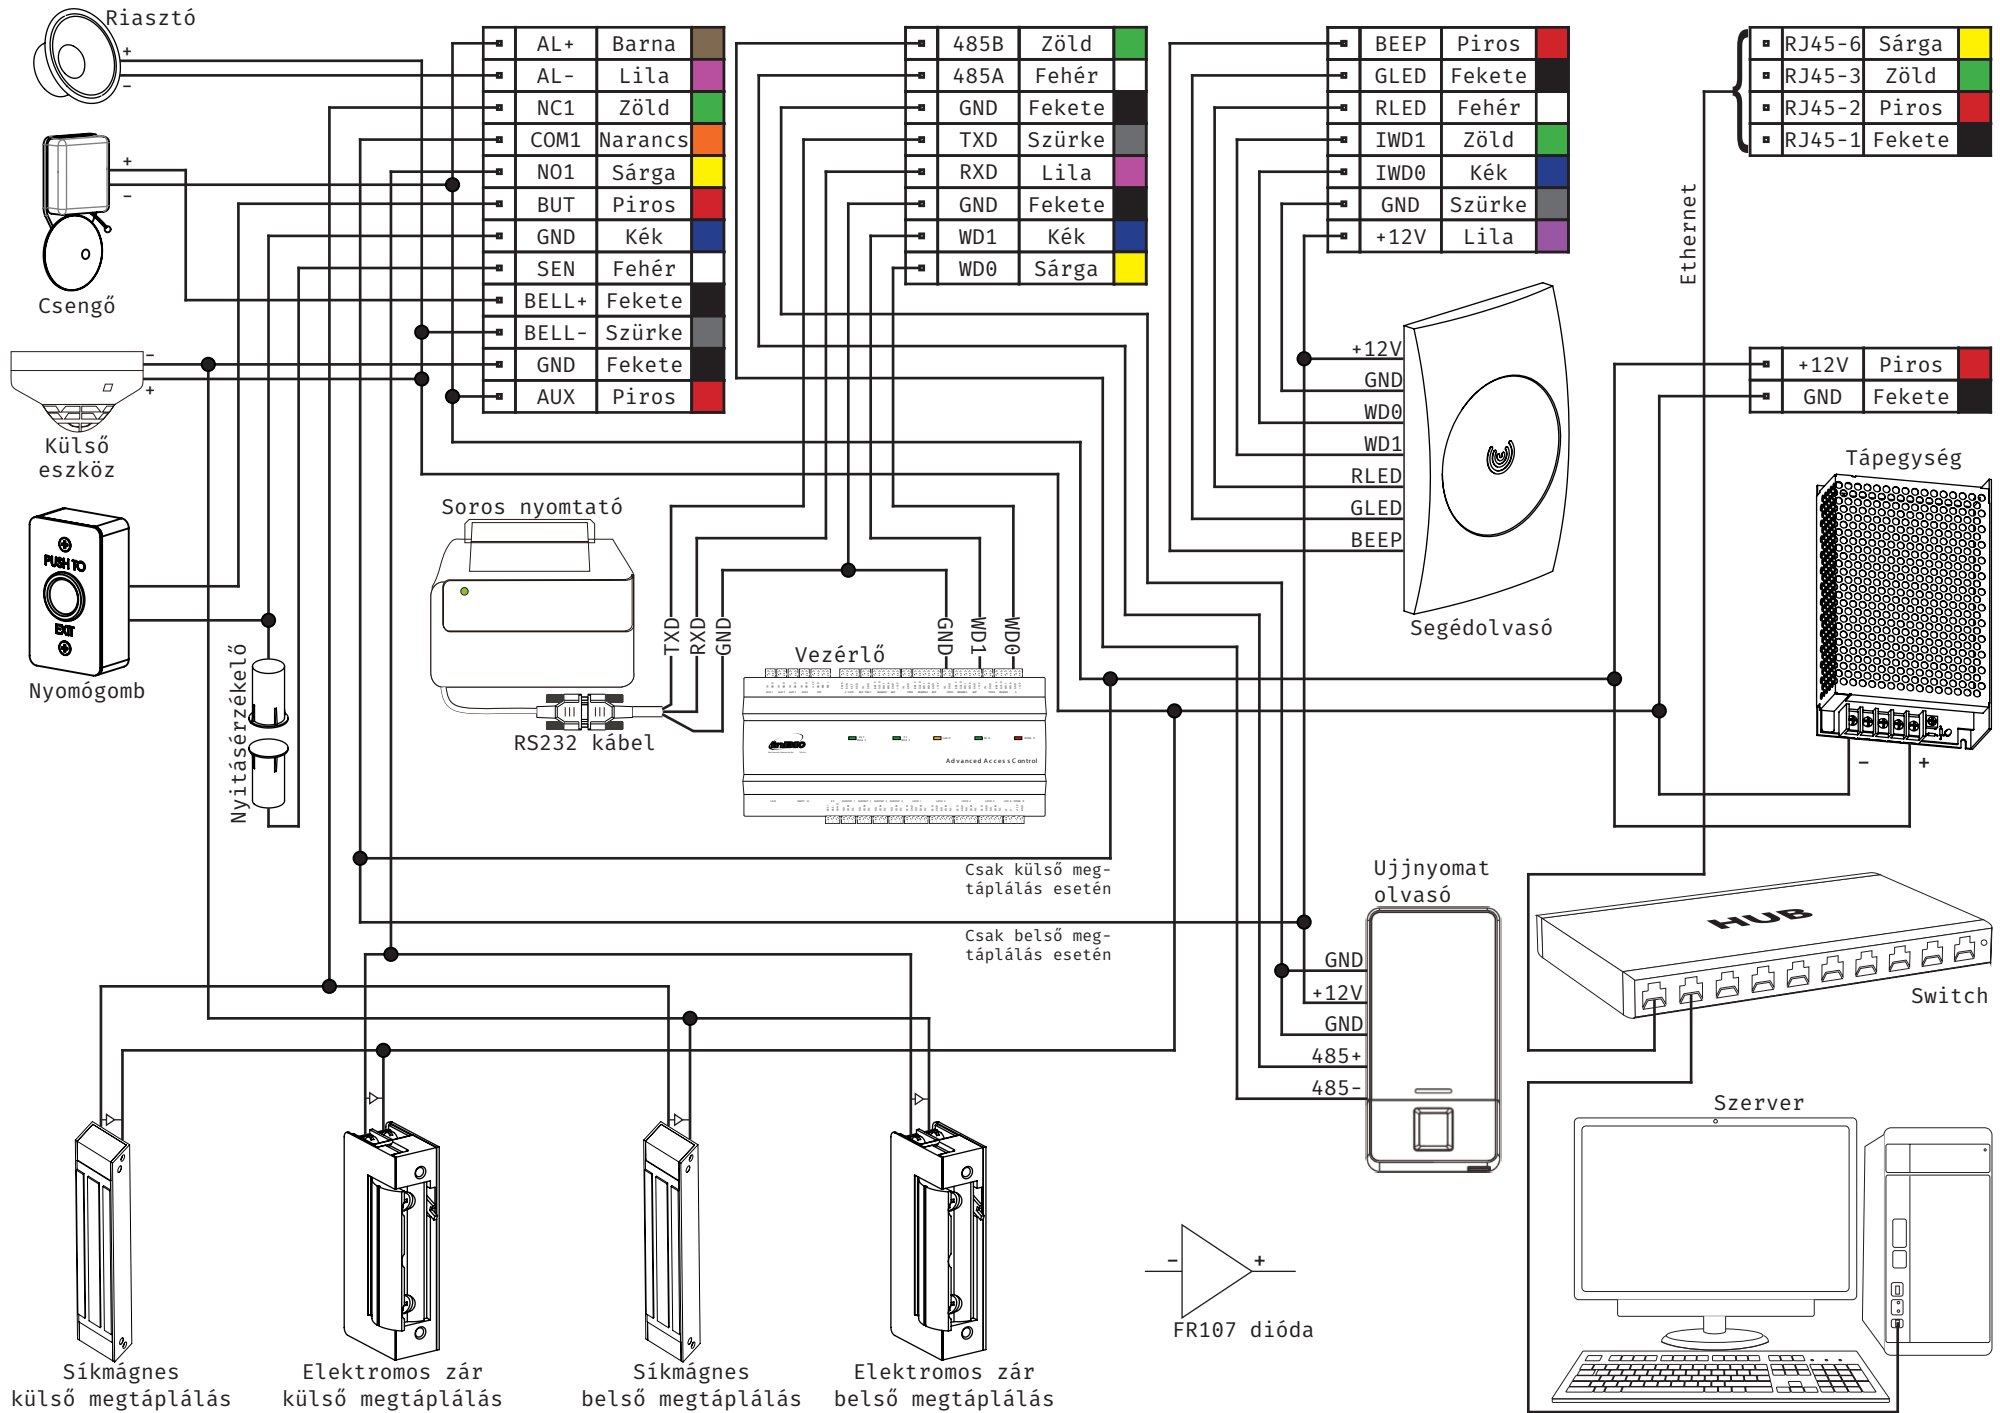 Riasztó
+
−
Csengő
+
−
Külső
eszköz
−
+
PUSH TO
EXIT
Nyomógomb
Nyitáserzékelő
AL+ Barna
AL- Lila
NC1 Zöld
COM1 Narancs
NO1 Sárga
BUT Piros
GND Kék
SEN Fehér
BELL+ Fekete
BELL- Szürke
GND Fekete
AUX Piros
485B Zöld
485A Fehér
GND Fekete
TXD Szürke
RXD Lila
GND Fekete
WD1 Kék
WD0 Sárga
BEEP Piros
GLED Fekete
RLED Fehér
IWD1 Zöld
IWD0 Kék
GND Szürke
+12V Lila
RJ45-6 Sárga
RJ45-3 Zöld
RJ45-2 Piros
RJ45-1 Fekete
Ethernet
+12V Piros
GND Fekete
Tápegység
−
+
+12V
GND
WD0
WD1
RLED
GLED
BEEP
Segédolvasó
Soros nyomtató
TXD
RXD
GND
RS232 kábel
GND
WD1
WD0
Vezérlő
Advanced Access Control
Csak külső meg-
táplálás esetén
Csak belső meg-
táplálás esetén
Ujjnyomat
olvasó
GND
+12V
GND
485+
485-
HUB
Switch
Szerver
− +
FR107 dióda
Síkmágnes
külső megtáplálás
Elektromos zár
külső megtáplálás
Síkmágnes
belső megtáplálás
Elektromos zár
belső megtáplálás